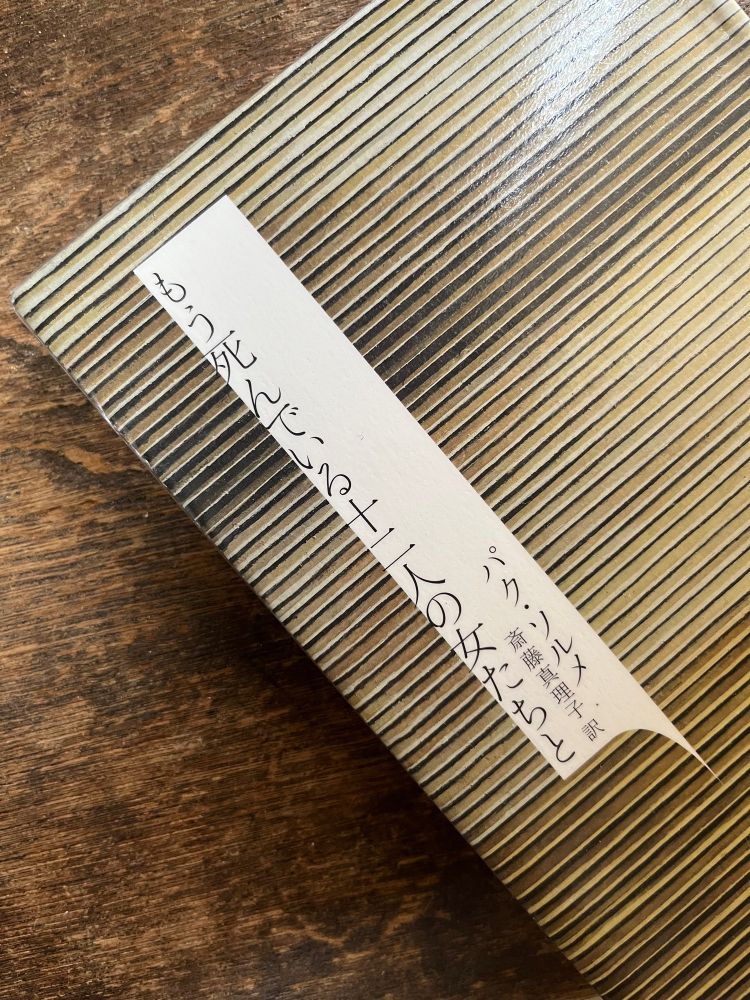 もう死んでいる十二人の女たちと
パク・ソルメ
斎藤真理子 訳